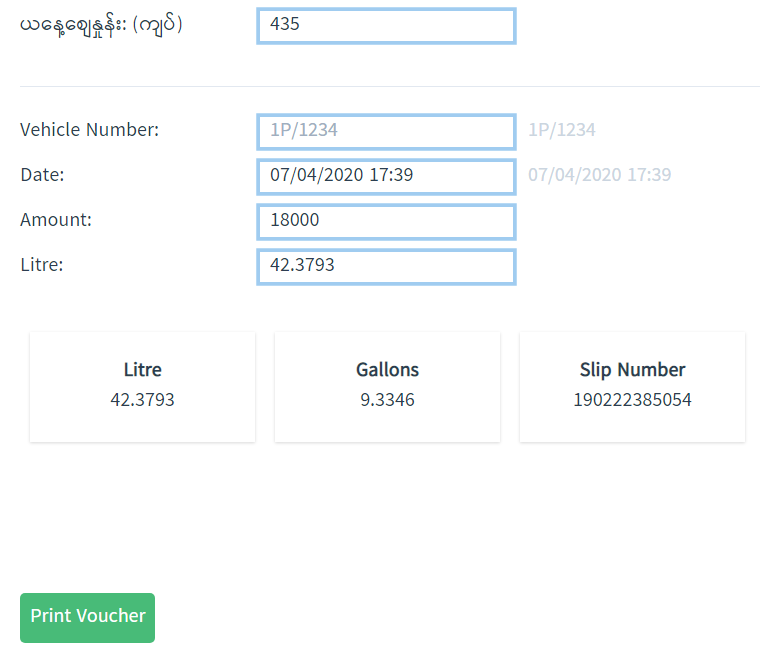 ယနေ့ဈေးနှုန်း: (ကျပ်) 435
Vehicle Number: 1P/1234 1P/1234
Date: 07/04/2020 17:39 07/04/2020 17:39
Amount: 18000
Litre: 42.3793
Litre Gallons Slip Number
42.3793 9.3346 190222385054
Print Voucher